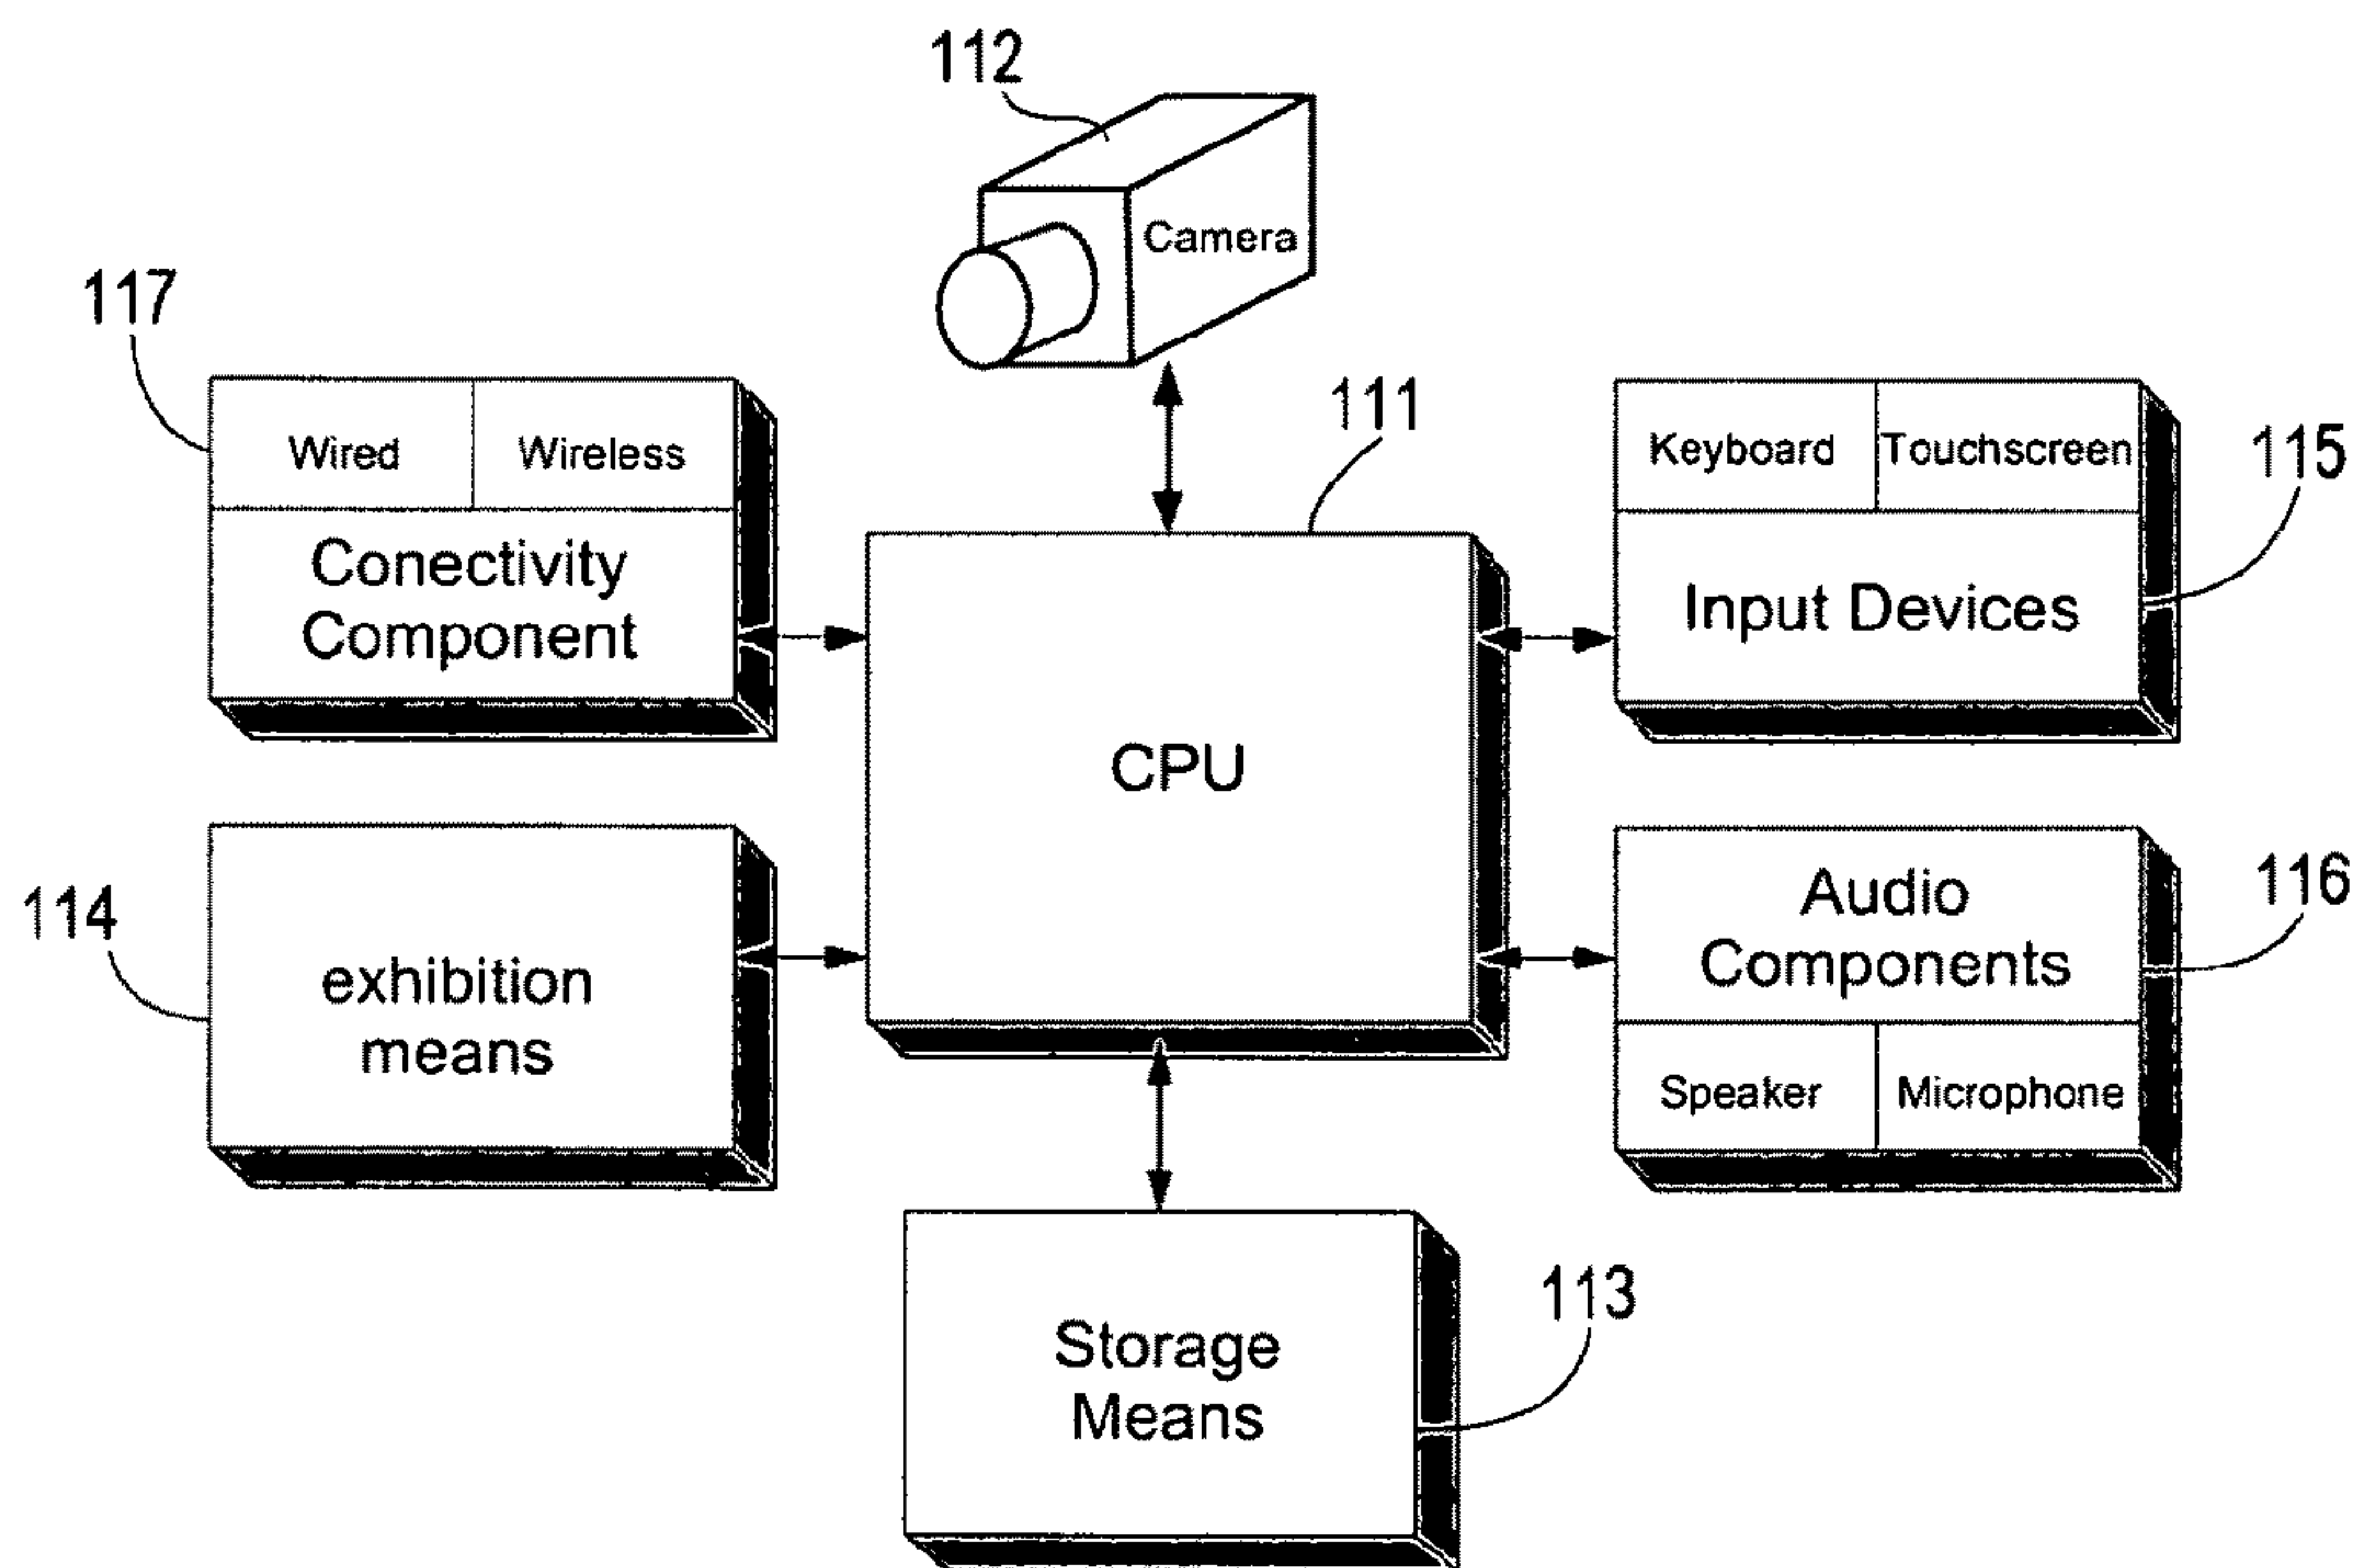 112
Camera
117
111
Wired Wireless
Keyboard Touchscreen
115
Conectivity
Component
Input Devices
CPU
114
exhibition
means
Audio
Components
116
Speaker Microphone
113
Storage
Means